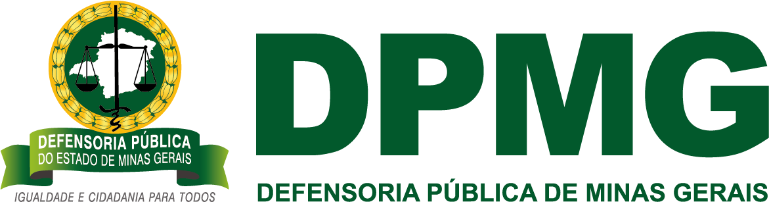 DEFENSORIA PÚBLICA
DO ESTADO DE MINAS GERAIS
IGUALDADE E CIDADANIA PARA TODOS
DPMG
DEFENSORIA PÚBLICA DE MINAS GERAIS